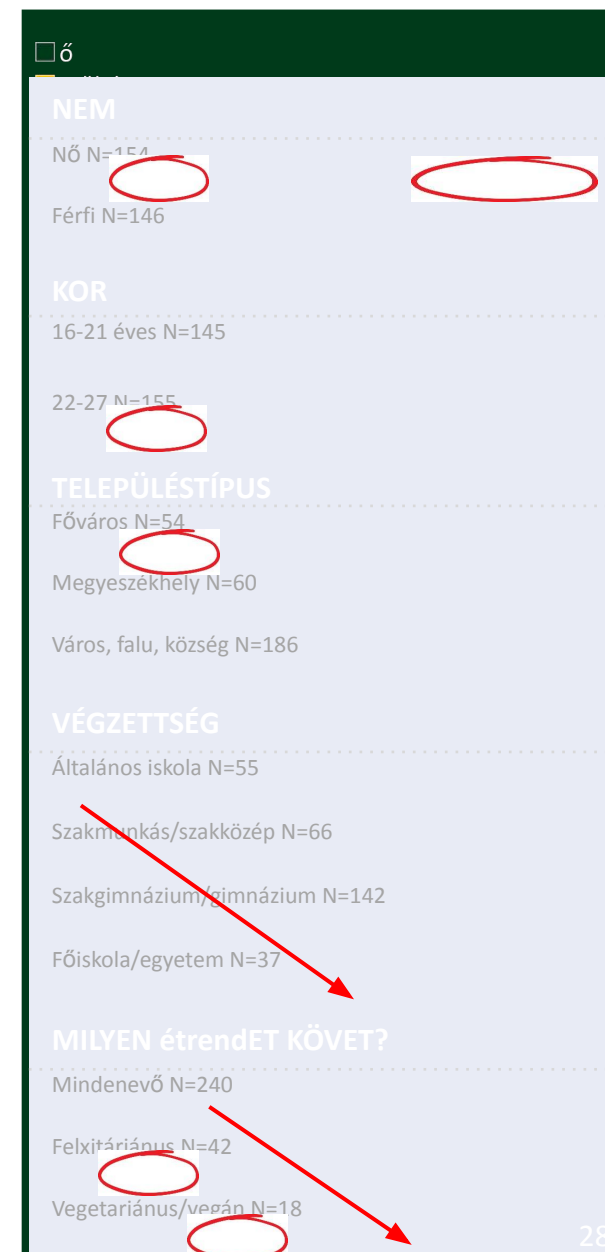 ő
NEM
Nő N=154
Férfi N=146
KOR
16-21 éves N=145
22-27 N=155
TELEPÜLÉSTÍPUS
Főváros N=54
Megyeszékhely N=60
Város, falu, község N=186
VÉGZETTSÉG
Általános iskola N=55
Szakmunkás/szakközép N=66
Szakgimnázium/gimnázium N=142
Főiskola/egyetem N=37
MILYEN étrendET KÖVET?
Mindenevő N=240
Felxitáriánus N=42
Vegetariánus/vegán N=18
28